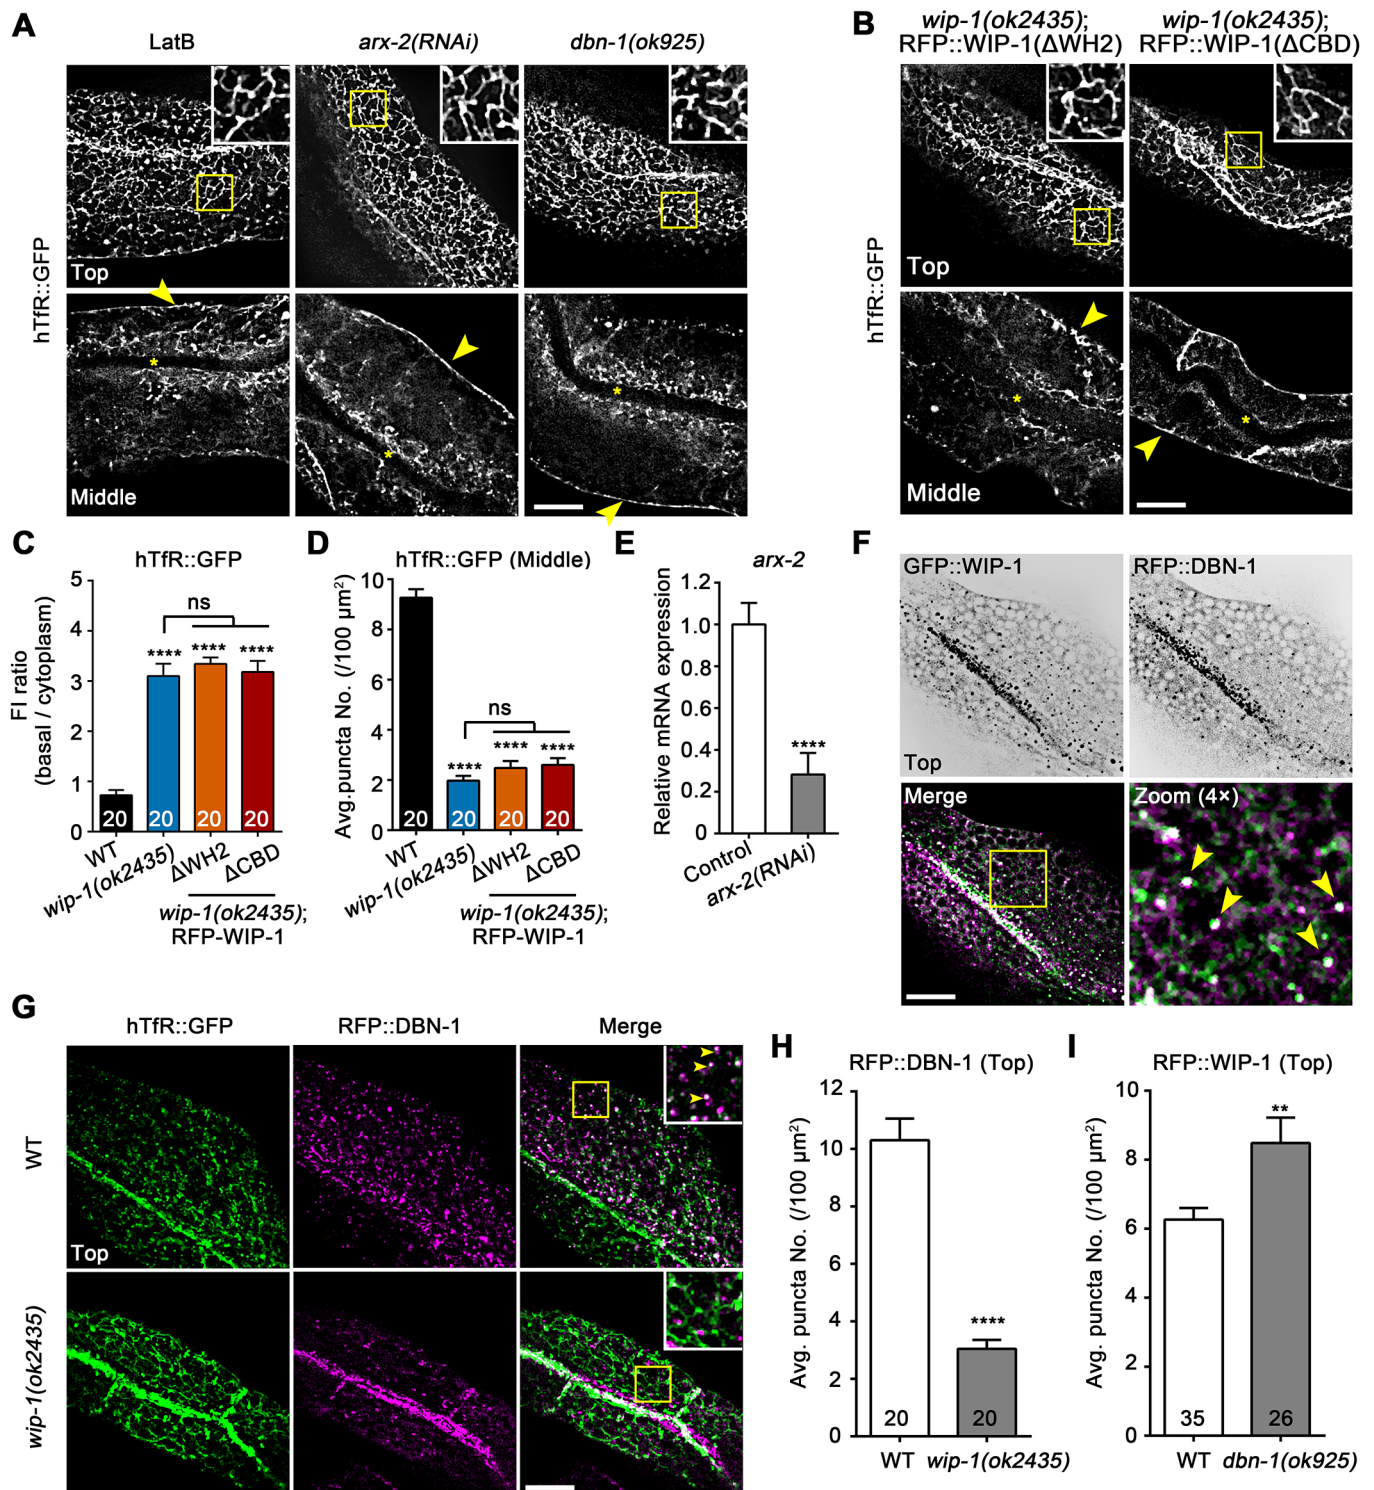 A
LatB
arx-2(RNAi)
dbn-1(ok925)
hTfR::GFP
Top
*
*
*
Middle
B
wip-1(ok2435);
RFP::WIP-1(ΔWH2)
wip-1(ok2435);
RFP::WIP-1(ΔCBD)
hTfR::GFP
Top
*
*
Middle
C
hTfR::GFP
FI ratio
(basal / cytoplasm)
5
4
3
2
1
0
ns
**** **** ****
20 20 20 20
WT
wip-1(ok2435)
ΔWH2
ΔCBD
wip-1(ok2435);
RFP-WIP-1
D
hTfR::GFP (Middle)
Avg.puncta No. (/100 µm²)
10
8
6
4
2
0
ns
**** **** ****
20 20 20 20
WT
wip-1(ok2435)
ΔWH2
ΔCBD
wip-1(ok2435);
RFP-WIP-1
E
arx-2
Relative mRNA expression
1.2
1.0
0.8
0.6
0.4
0.2
0
****
Control
arx-2(RNAi)
F
GFP::WIP-1
RFP::DBN-1
Top
Merge
Zoom (4×)
G
hTfR::GFP
RFP::DBN-1
Merge
WT
Top
wip-1(ok2435)
H
RFP::DBN-1 (Top)
Avg. puncta No. (/100 µm²)
12
10
8
6
4
2
0
****
20 20
WT wip-1(ok2435)
I
RFP::WIP-1 (Top)
Avg. puncta No. (/100 µm²)
10
8
6
4
2
0
**
35 26
WT dbn-1(ok925)